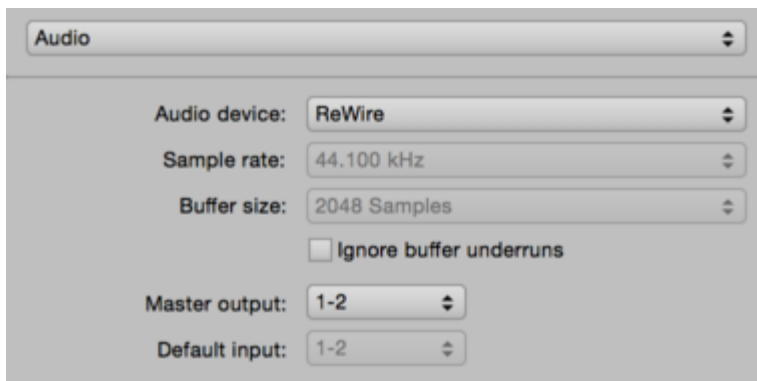 Audio
Audio device: ReWire
Sample rate: 44.100 kHz
Buffer size: 2048 Samples
Ignore buffer underruns
Master output: 1-2
Default input: 1-2